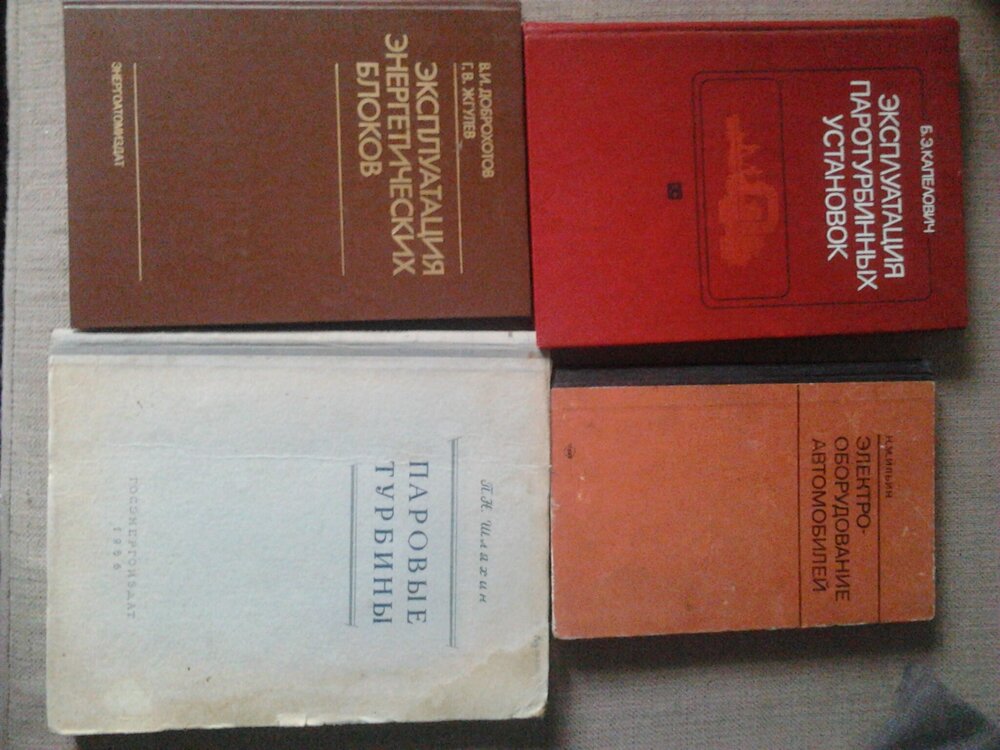 В.И. ДОБРОХОТОВ
Г.В. ЖГУЛЕВ
ЭКСПЛУАТАЦИЯ
ЭНЕРГЕТИЧЕСКИХ
БЛОКОВ
ЭНЕРГОАТОМИЗДАТ
Б.Э.КАПЕЛОВИЧ
ЭКСПЛУАТАЦИЯ
ПАРОТУРБИННЫХ
УСТАНОВОК
П.Н. Шляхин
ПАРОВЫЕ
ТУРБИНЫ
ГОСЭНЕРГОИЗДАТ
Н.М.ИЛЬИН
ЭЛЕКТРО-
ОБОРУДОВАНИЕ
АВТОМОБИЛЕЙ